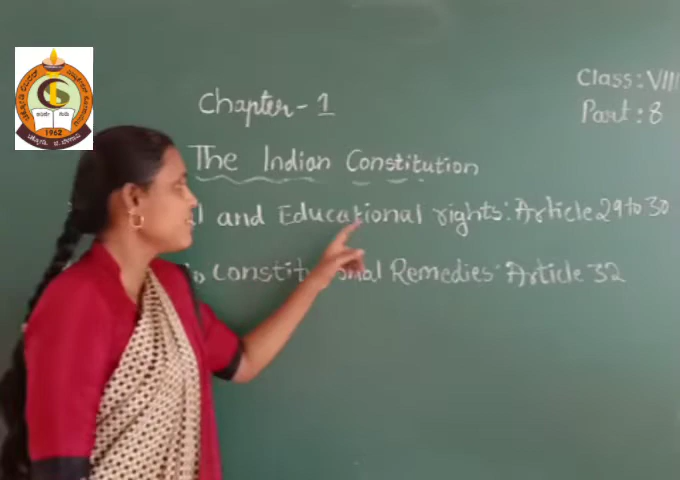 1962
Class: VIII
Part: 8
Chapter - 1
The Indian Constitution
and Educational rights: Article 29 to 30
Constitutional Remedies: Article 32